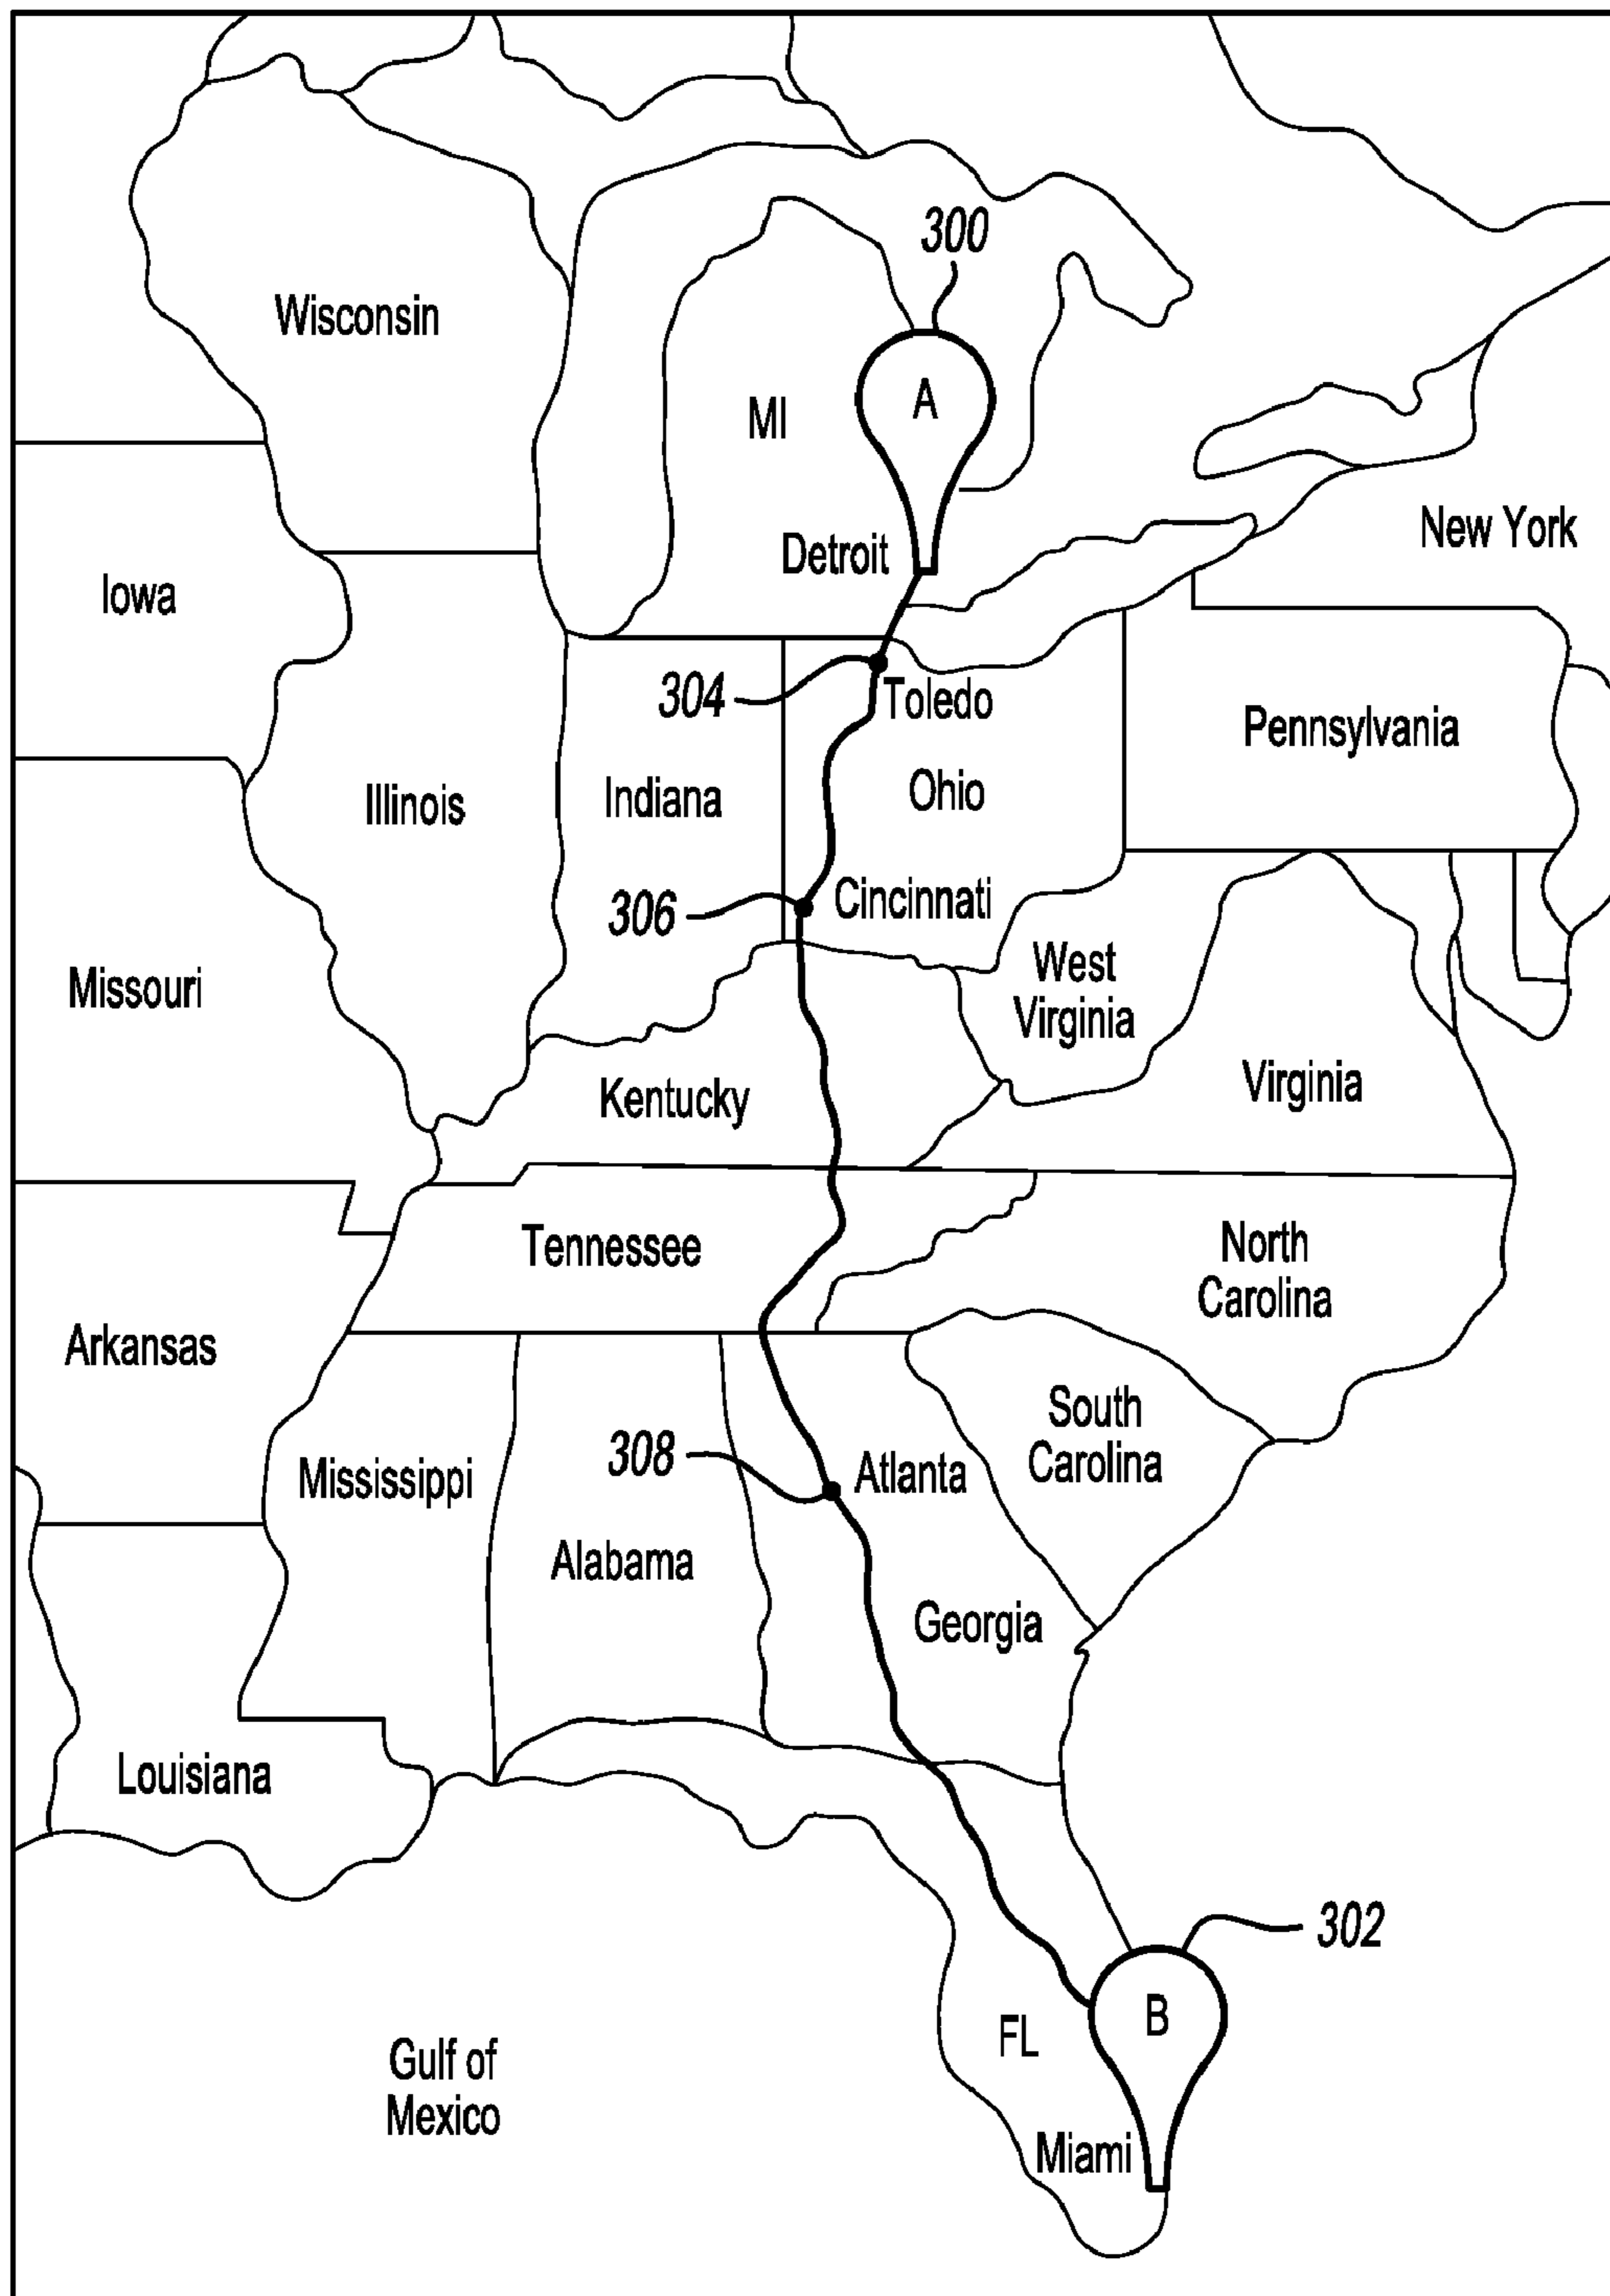 300
Wisconsin
A
MI
New York
Detroit
Iowa
304
Toledo
Pennsylvania
Ohio
Indiana
Illinois
306
Cincinnati
West
Virginia
Missouri
Virginia
Kentucky
Tennessee
North
Carolina
Arkansas
South
Carolina
308
Atlanta
Mississippi
Alabama
Georgia
Louisiana
302
B
FL
Gulf of
Mexico
Miami